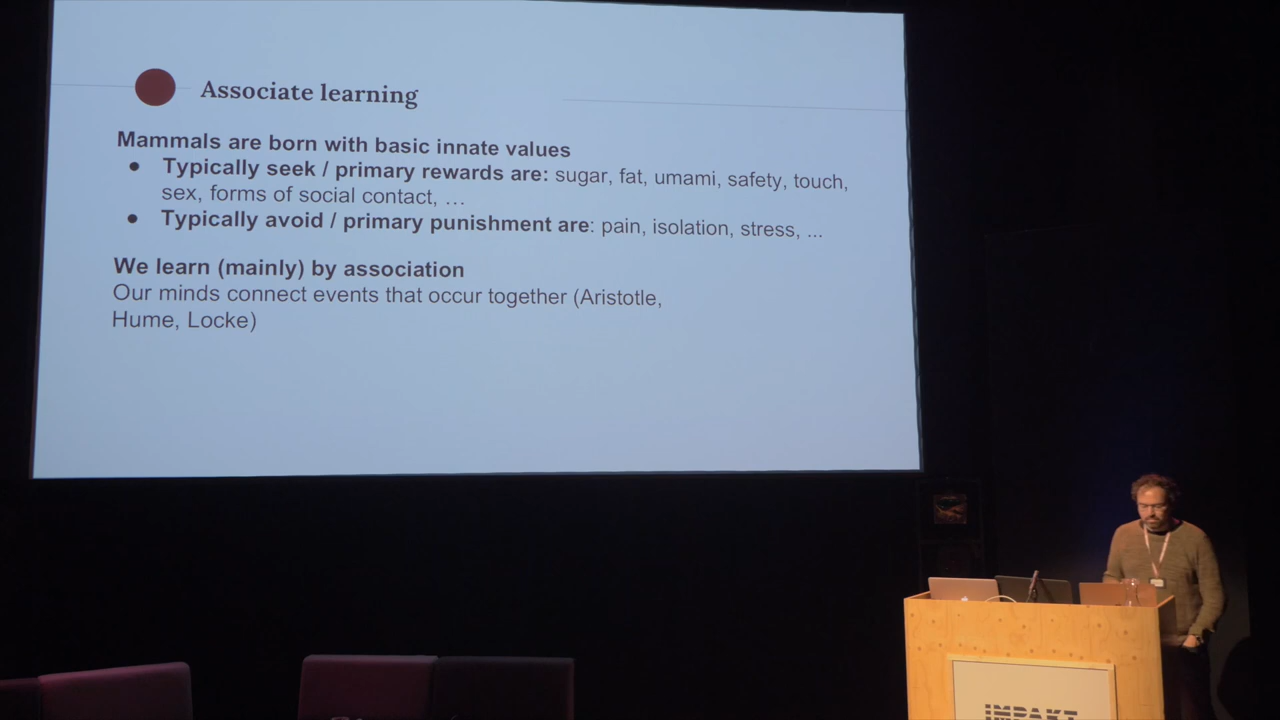 Associate learning
Mammals are born with basic innate values
● Typically seek / primary rewards are: sugar, fat, umami, safety, touch,
sex, forms of social contact, …
● Typically avoid / primary punishment are: pain, isolation, stress, ...
We learn (mainly) by association
Our minds connect events that occur together (Aristotle,
Hume, Locke)
IMPAKT